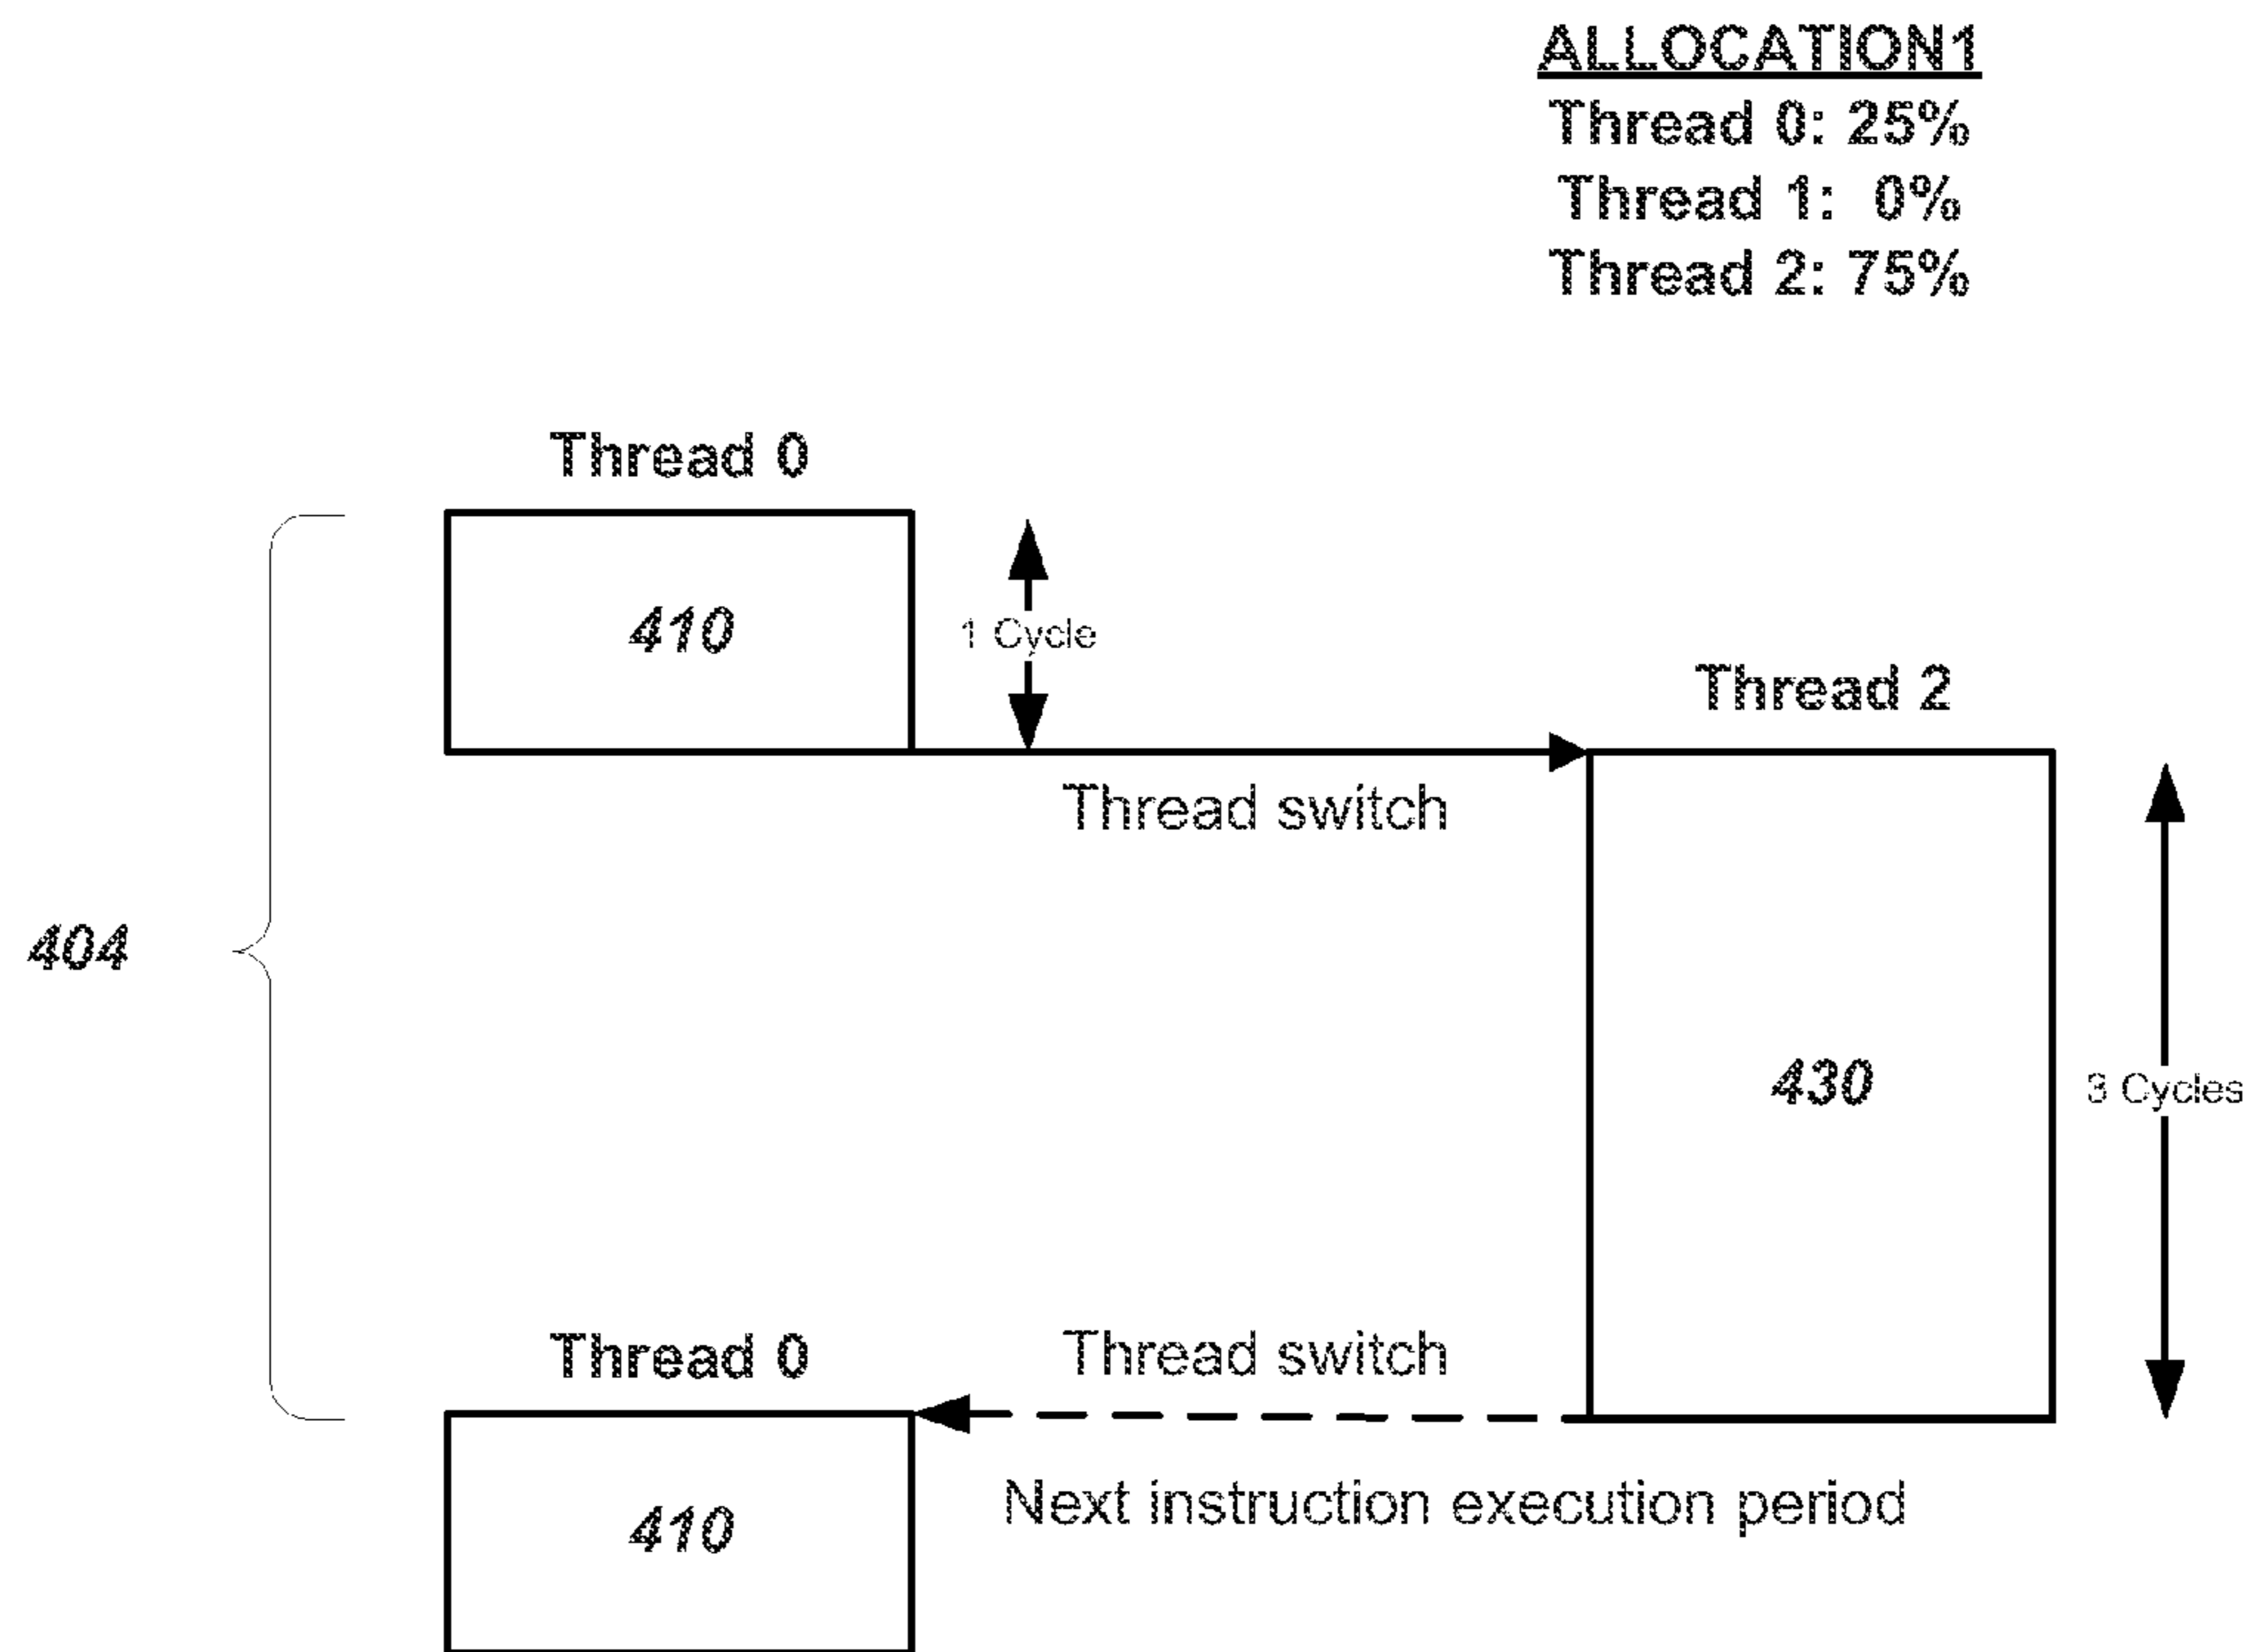 ALLOCATION1
Thread 0: 25%
Thread 1: 0%
Thread 2: 75%
Thread 0
410
1 Cycle
Thread 2
Thread switch
404
430
3 Cycles
Thread 0
Thread switch
410
Next instruction execution period